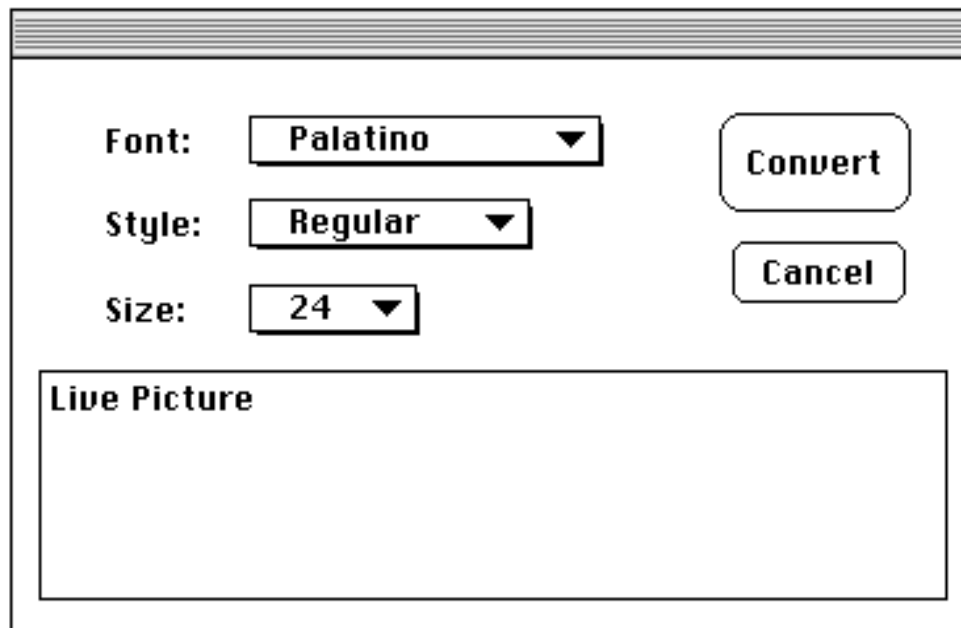 Font: Palatino
Style: Regular
Size: 24
Convert
Cancel
Live Picture